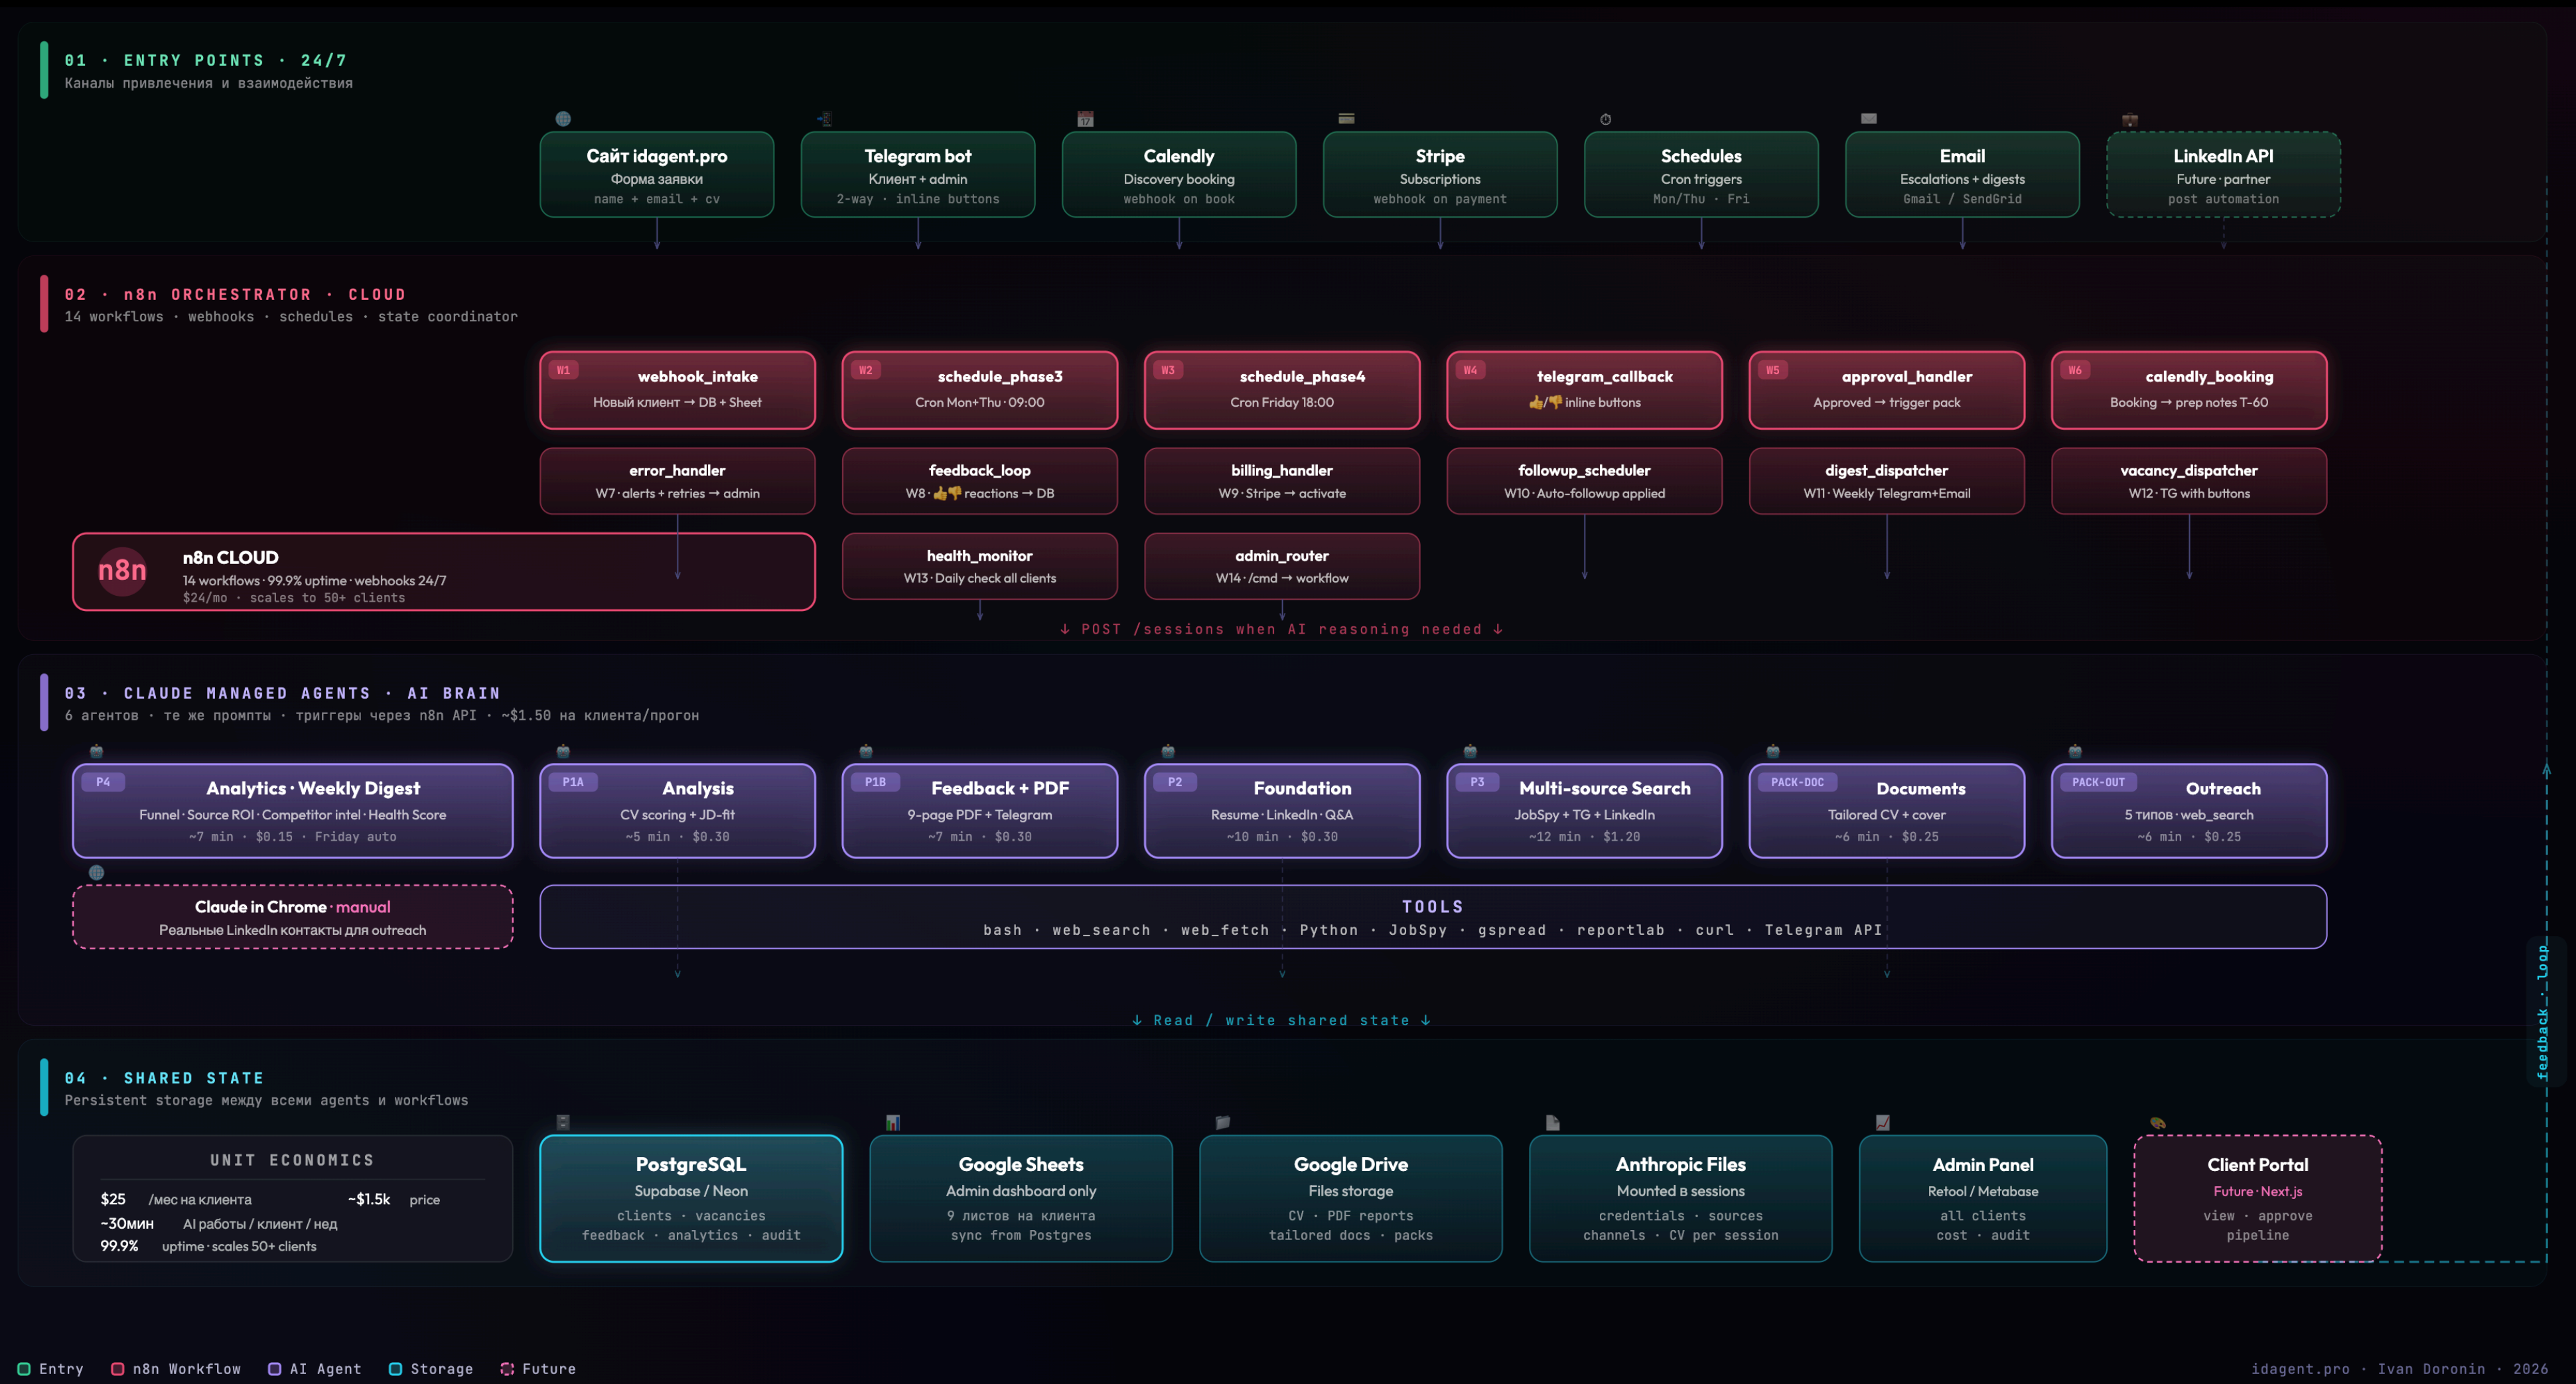 01 · ENTRY POINTS · 24/7
Каналы привлечения и взаимодействия
17
Сайт idagent.pro
Форма заявки
name + email + cv
Telegram bot
Клиент + admin
2-way · inline buttons
Calendly
Discovery booking
webhook on book
Stripe
Subscriptions
webhook on payment
Schedules
Cron triggers
Mon/Thu · Fri
Email
Escalations + digests
Gmail / SendGrid
LinkedIn API
Future · partner
post automation
02 · n8n ORCHESTRATOR · CLOUD
14 workflows · webhooks · schedules · state coordinator
W1
webhook_intake
Новый клиент → DB + Sheet
W2
schedule_phase3
Cron Mon+Thu · 09:00
W3
schedule_phase4
Cron Friday 18:00
W4
telegram_callback
👍/👎 inline buttons
W5
approval_handler
Approved → trigger pack
W6
calendly_booking
Booking → prep notes T-60
error_handler
W7 · alerts + retries → admin
feedback_loop
W8 · 👍👎 reactions → DB
billing_handler
W9 · Stripe → activate
followup_scheduler
W10 · Auto-followup applied
digest_dispatcher
W11 · Weekly Telegram+Email
vacancy_dispatcher
W12 · TG with buttons
n8n
n8n CLOUD
14 workflows · 99.9% uptime · webhooks 24/7
$24/mo · scales to 50+ clients
health_monitor
W13 · Daily check all clients
admin_router
W14 · /cmd → workflow
↓ POST /sessions when AI reasoning needed ↓
03 · CLAUDE MANAGED AGENTS · AI BRAIN
6 агентов · те же промпты · триггеры через n8n API · ~$1.50 на клиента/прогон
P4
Analytics · Weekly Digest
Funnel · Source ROI · Competitor intel · Health Score
~7 min · $0.15 · Friday auto
P1A
Analysis
CV scoring + JD-fit
~5 min · $0.30
P1B
Feedback + PDF
9-page PDF + Telegram
~7 min · $0.30
P2
Foundation
Resume · LinkedIn · Q&A
~10 min · $0.30
P3
Multi-source Search
JobSpy + TG + LinkedIn
~12 min · $1.20
PACK-DOC
Documents
Tailored CV + cover
~6 min · $0.25
PACK-OUT
Outreach
5 типов · web_search
~6 min · $0.25
Claude in Chrome · manual
Реальные LinkedIn контакты для outreach
TOOLS
bash · web_search · web_fetch · Python · JobSpy · gspread · reportlab · curl · Telegram API
feedback · loop
↓ Read / write shared state ↓
04 · SHARED STATE
Persistent storage между всеми agents и workflows
UNIT ECONOMICS
$25 /мес на клиента ~$1.5k price
~30мин AI работы / клиент / нед
99.9% uptime · scales 50+ clients
PostgreSQL
Supabase / Neon
clients · vacancies
feedback · analytics · audit
Google Sheets
Admin dashboard only
9 листов на клиента
sync from Postgres
Google Drive
Files storage
CV · PDF reports
tailored docs · packs
Anthropic Files
Mounted в sessions
credentials · sources
channels · CV per session
Admin Panel
Retool / Metabase
all clients
cost · audit
Client Portal
Future · Next.js
view · approve
pipeline
Entry
n8n Workflow
AI Agent
Storage
Future
idagent.pro · Ivan Doronin · 2026